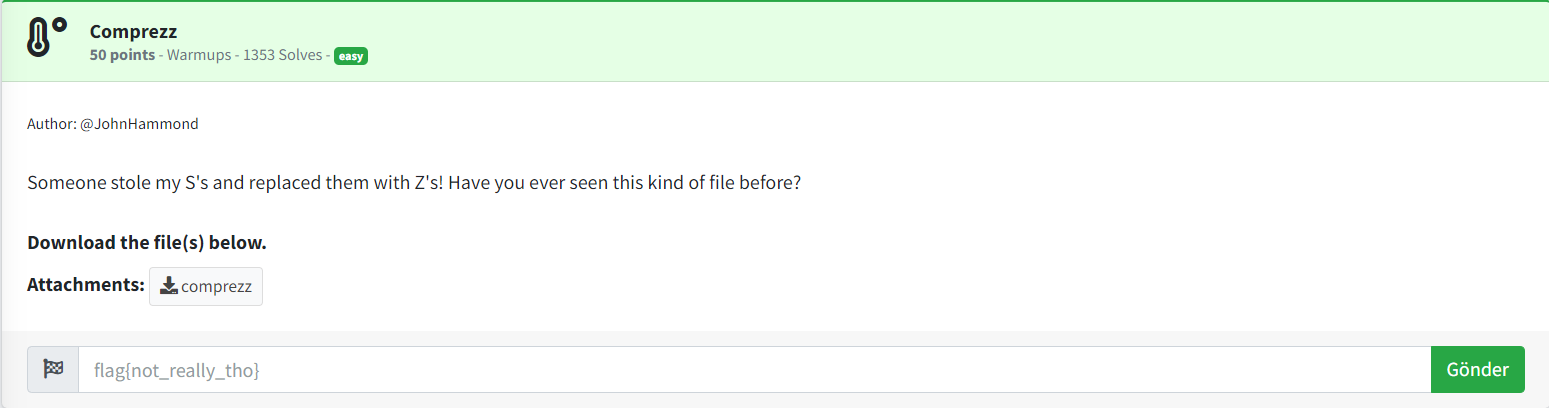 Comprezz
50 points - Warmups - 1353 Solves - easy
Author: @JohnHammond
Someone stole my S's and replaced them with Z's! Have you ever seen this kind of file before?
Download the file(s) below.
Attachments: comprezz
flag{not_really_tho}
Gönder